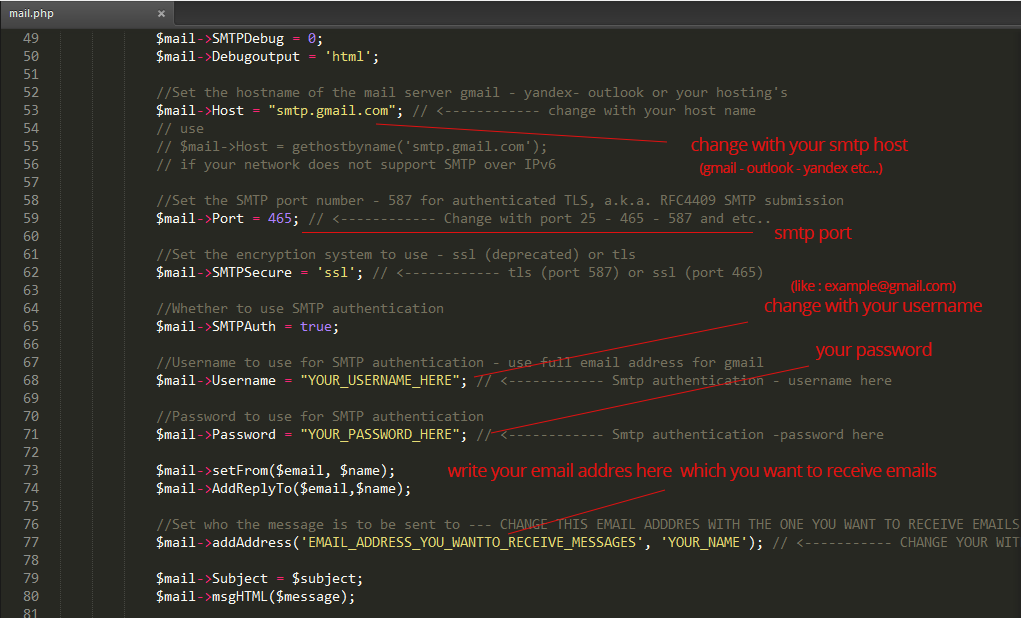 mail.php ×
49 $mail->SMTPDebug = 0;
50 $mail->Debugoutput = 'html';
51
52 //Set the hostname of the mail server gmail - yandex- outlook or your hosting's
53 $mail->Host = "smtp.gmail.com"; // <------------ change with your host name
54 // use
55 // $mail->Host = gethostbyname('smtp.gmail.com');
change with your smtp host
56 // if your network does not support SMTP over IPv6
(gmail - outlook - yandex etc...)
57
58 //Set the SMTP port number - 587 for authenticated TLS, a.k.a. RFC4409 SMTP submission
59 $mail->Port = 465; // <------------ Change with port 25 - 465 - 587 and etc..
60
smtp port
61 //Set the encryption system to use - ssl (deprecated) or tls
62 $mail->SMTPSecure = 'ssl'; // <------------ tls (port 587) or ssl (port 465)
63
(like : example@gmail.com)
64 //Whether to use SMTP authentication
change with your username
65 $mail->SMTPAuth = true;
66
your password
67 //Username to use for SMTP authentication - use full email address for gmail
68 $mail->Username = "YOUR_USERNAME_HERE"; // <------------ Smtp authentication - username here
69
70 //Password to use for SMTP authentication
71 $mail->Password = "YOUR_PASSWORD_HERE"; // <------------ Smtp authentication -password here
72
73 $mail->setFrom($email, $name);
write your email addres here which you want to receive emails
74 $mail->AddReplyTo($email,$name);
75
76 //Set who the message is to be sent to --- CHANGE THIS EMAIL ADDDRES WITH THE ONE YOU WANT TO RECEIVE EMAILS
77 $mail->addAddress('EMAIL_ADDRESS_YOU_WANTTO_RECEIVE_MESSAGES', 'YOUR_NAME'); // <----------- CHANGE YOUR WIT
78
79 $mail->Subject = $subject;
80 $mail->msgHTML($message);
81